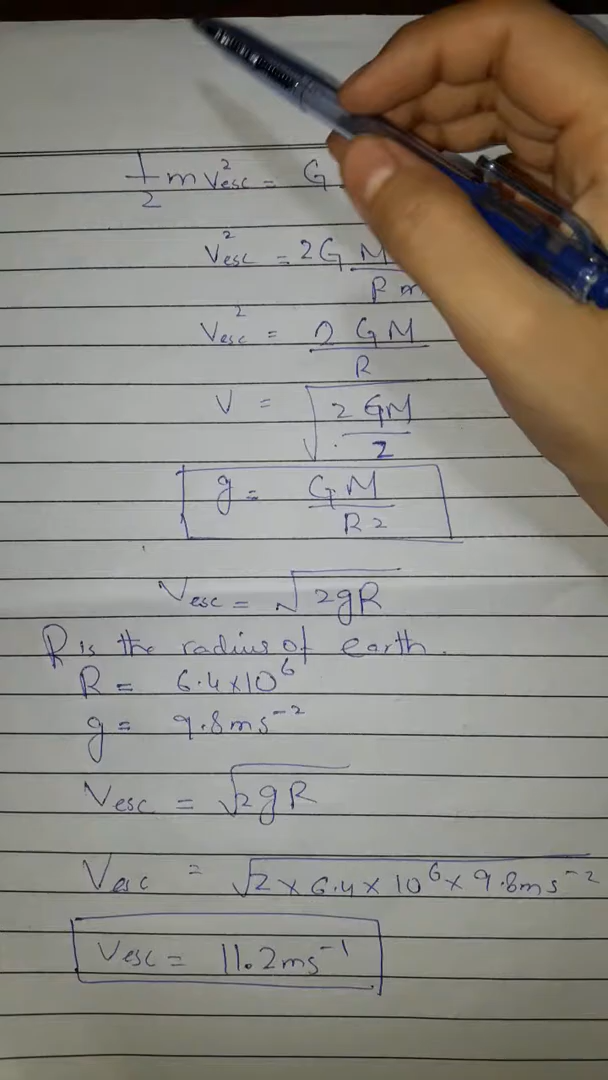 1/2 m V²esc = G
V²esc = 2G M / R m
V²esc = 2 GM / R
V = √(2 GM / 2)
g = GM / R2
Vesc = √2gR
R is the radius of earth.
R = 6.4×10⁶
g = 9.8ms⁻²
Vesc = √2gR
Vesc = √2 × 6.4 × 10⁶ × 9.8ms⁻²
Vesc = 11.2ms⁻¹